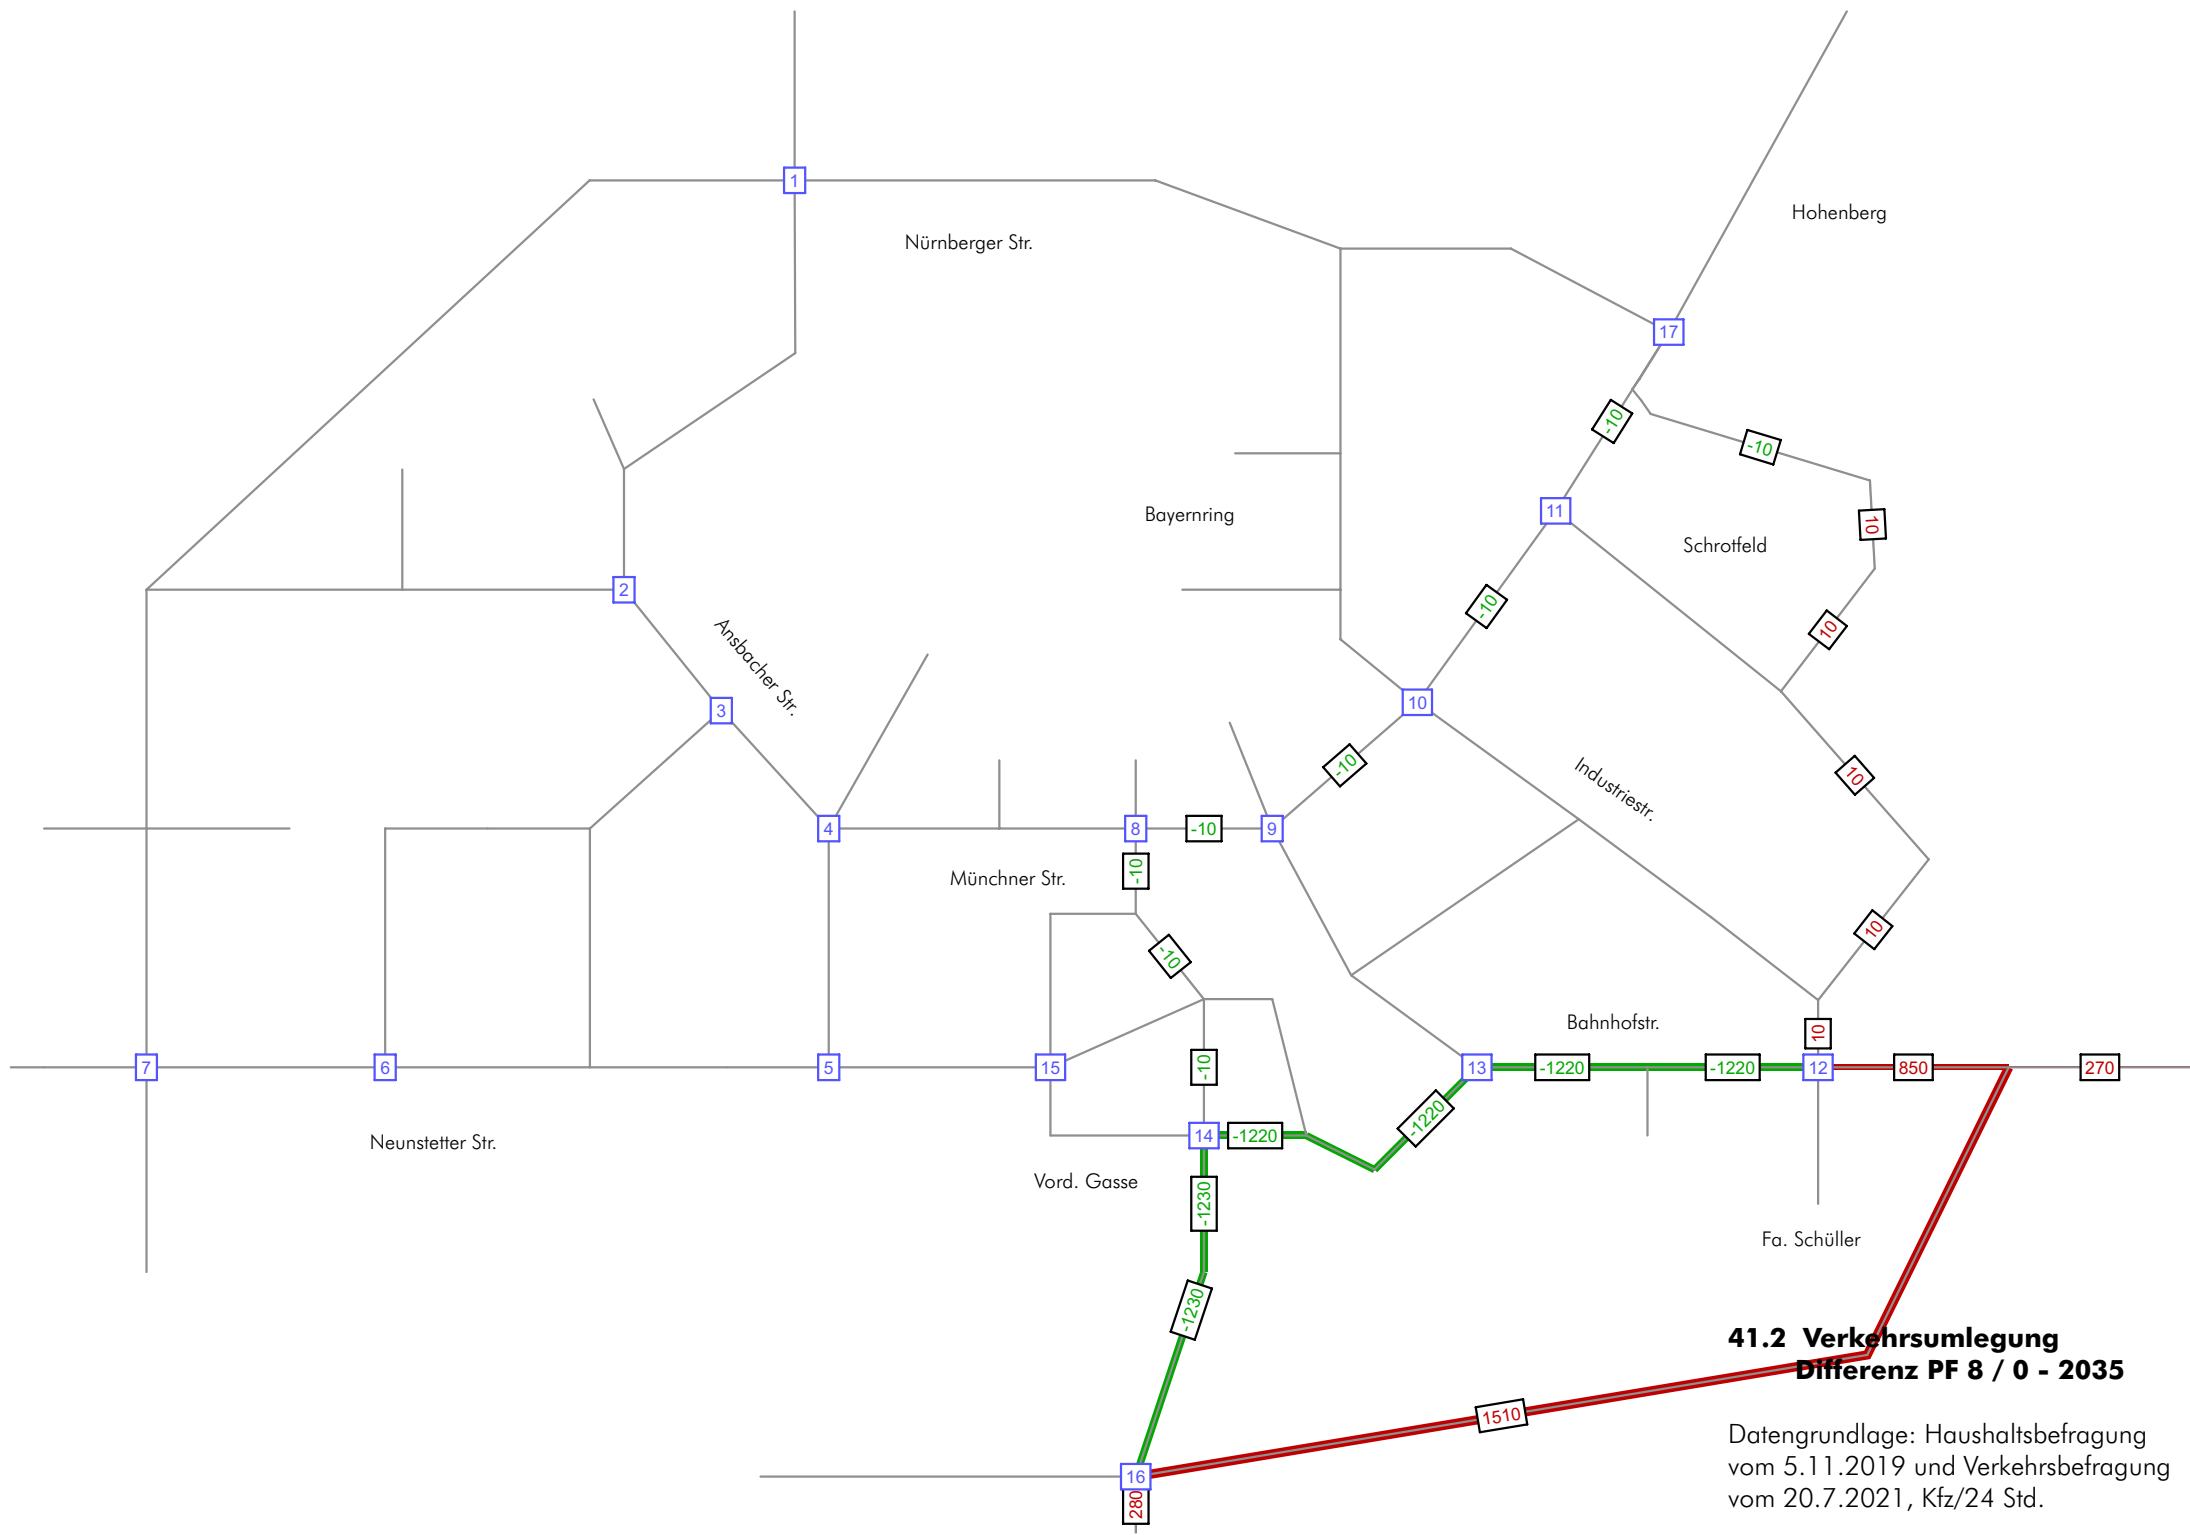 1
Hohenberg
Nürnberger Str.
17
-10
-10
11
Bayernring
10
Schrotfeld
2
-10
10
Ansbacher Str.
10
3
-10
Industriestr.
10
4
8
-10
9
-10
Münchner Str.
10
-10
Bahnhofstr.
10
7
6
5
15
-10
13
-1220
-1220
12
850
270
-1220
14
-1220
Neunstetter Str.
Vord. Gasse
-1230
Fa. Schüller
-1230
41.2 Verkehrsumlegung
Differenz PF 8 / 0 - 2035
1510
Datengrundlage: Haushaltsbefragung
vom 5.11.2019 und Verkehrsbefragung
16
vom 20.7.2021, Kfz/24 Std.
280